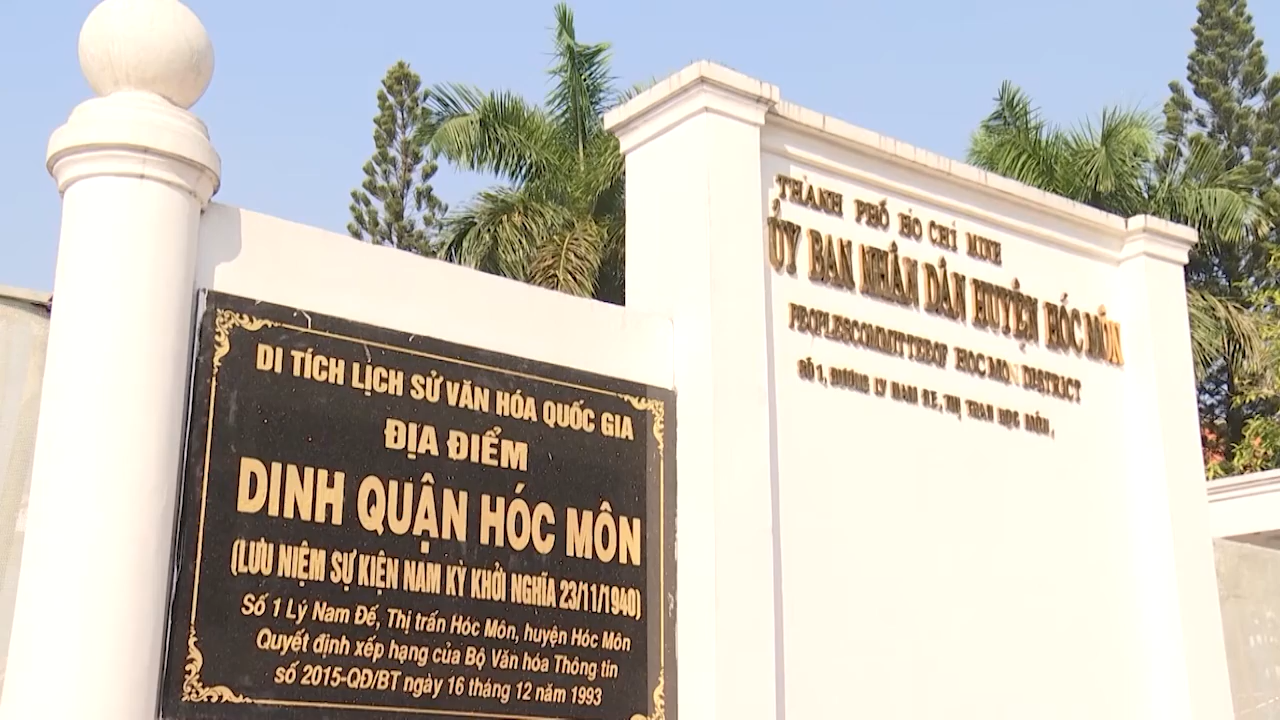 DI TÍCH LỊCH SỬ VĂN HÓA QUỐC GIA
ĐỊA ĐIỂM
DINH QUẬN HÓC MÔN
(LƯU NIỆM SỰ KIỆN NAM KỲ KHỞI NGHĨA 23/11/1940)
Số 1 Lý Nam Đế, Thị trấn Hóc Môn, huyện Hóc Môn
Quyết định xếp hạng của Bộ Văn hóa Thông tin
số 2015-QĐ/BT ngày 16 tháng 12 năm 1993
THÀNH PHỐ HỒ CHÍ MINH
ỦY BAN NHÂN DÂN HUYỆN HÓC MÔN
PEOPLESCOMMITTEEOF HOC MON DISTRICT
SỐ 1, ĐƯỜNG LÝ NAM ĐẾ, THỊ TRẤN HÓC MÔN.